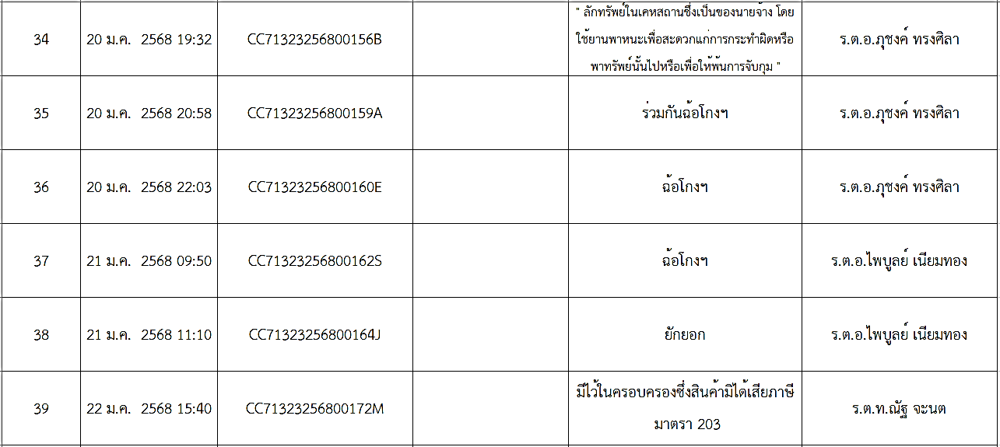 34 20 ม.ค. 2568 19:32 CC71323256800156B " ลักทรัพย์ในเคหสถานซึ่งเป็นของนายจ้าง โดย ร.ต.อ.ภุชงค์ ทรงศิลา
ใช้ยานพาหนะเพื่อสะดวกแก่การกระทำผิดหรือ
พาทรัพย์นั้นไปหรือเพื่อให้พ้นการจับกุม "
35 20 ม.ค. 2568 20:58 CC71323256800159A ร่วมกันฉ้อโกงฯ ร.ต.อ.ภุชงค์ ทรงศิลา
36 20 ม.ค. 2568 22:03 CC71323256800160E ฉ้อโกงฯ ร.ต.อ.ภุชงค์ ทรงศิลา
37 21 ม.ค. 2568 09:50 CC71323256800162S ฉ้อโกงฯ ร.ต.อ.ไพบูลย์ เนียมทอง
38 21 ม.ค. 2568 11:10 CC71323256800164J ยักยอก ร.ต.อ.ไพบูลย์ เนียมทอง
39 22 ม.ค. 2568 15:40 CC71323256800172M มีไว้ในครอบครองซึ่งสินค้ามิได้เสียภาษี ร.ต.ท.ณัฐ จะนต
มาตรา 203